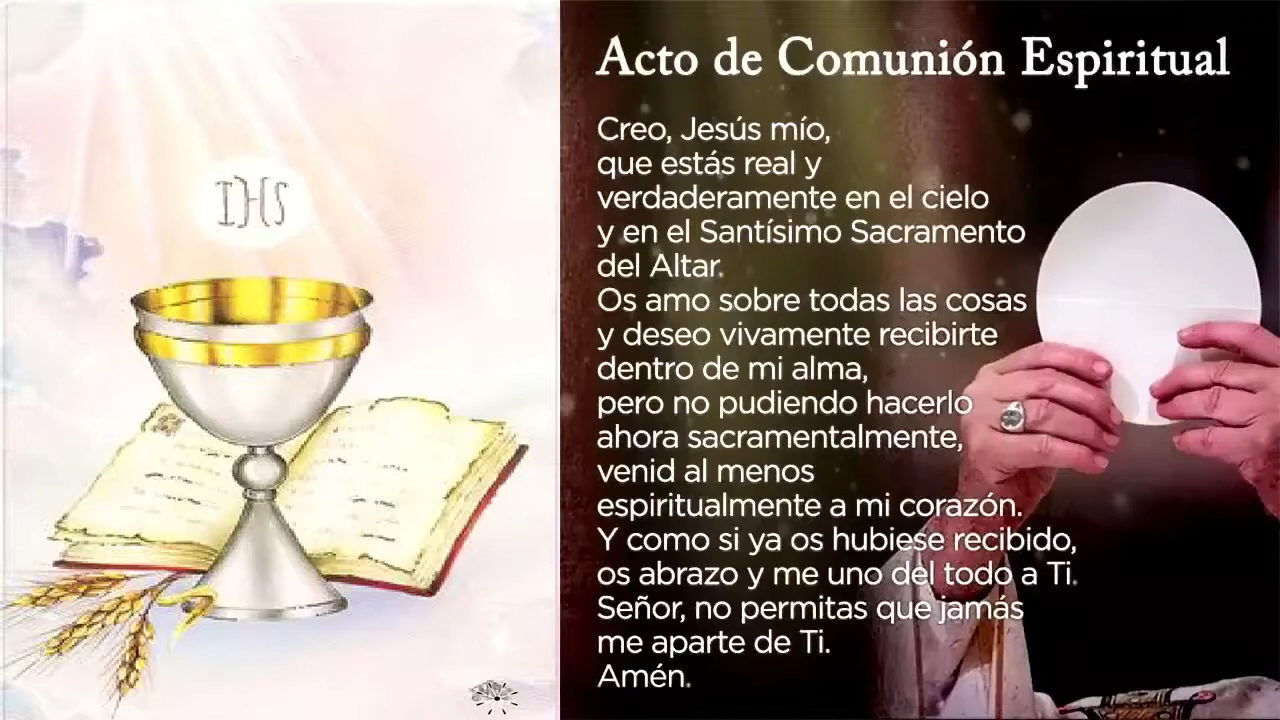 IHS
Acto de Comunión Espiritual
Creo, Jesús mío,
que estás real y
verdaderamente en el cielo
y en el Santísimo Sacramento
del Altar.
Os amo sobre todas las cosas
y deseo vivamente recibirte
dentro de mi alma,
pero no pudiendo hacerlo
ahora sacramentalmente,
venid al menos
espiritualmente a mi corazón.
Y como si ya os hubiese recibido,
os abrazo y me uno del todo a Ti.
Señor, no permitas que jamás
me aparte de Ti.
Amén.